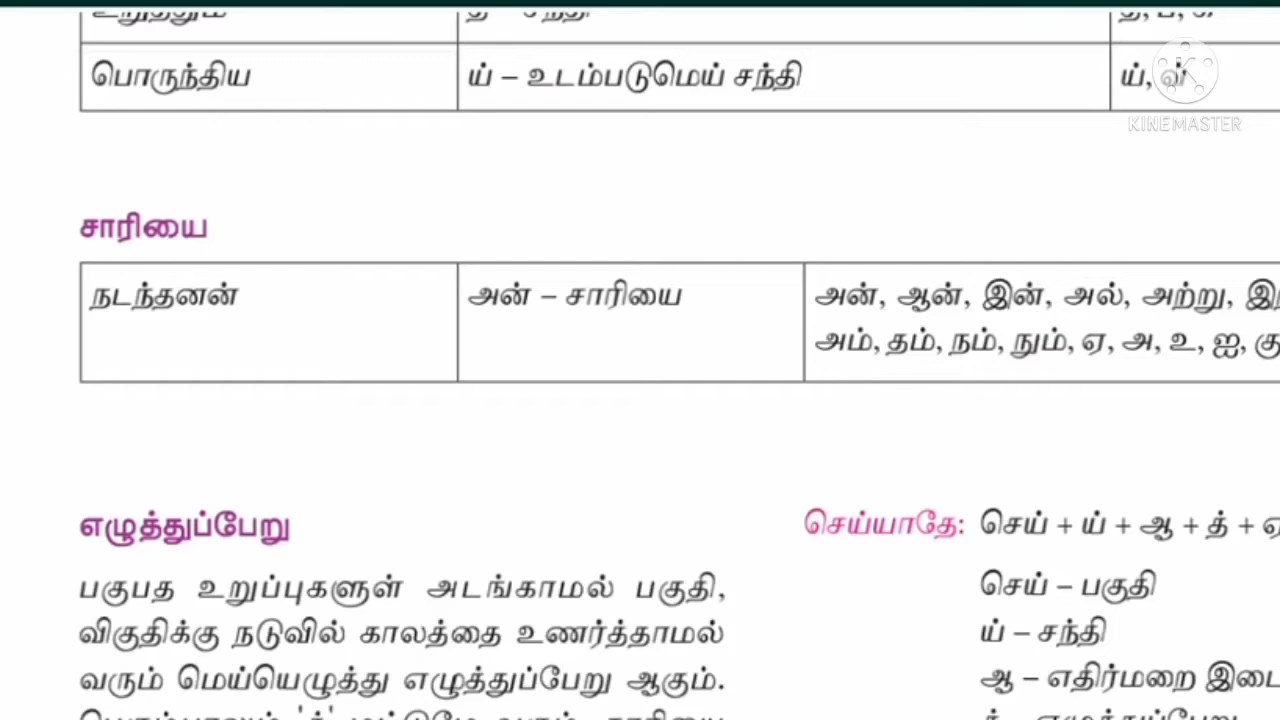 பொருந்திய ய் – உடம்படுமெய் சந்தி ய், வ்
KINEMASTER
சாரியை
நடந்தனன் அன் – சாரியை அன், ஆன், இன், அல், அற்று,
அம், தம், நம், நும், ஏ, அ, உ, ஐ, கு
எழுத்துப்பேறு
பகுபத உறுப்புகளுள் அடங்காமல் பகுதி,
விகுதிக்கு நடுவில் காலத்தை உணர்த்தாமல்
வரும் மெய்யெழுத்து எழுத்துப்பேறு ஆகும்.
செய்யாதே: செய் + ய் + ஆ + த் +
செய் – பகுதி
ய் – சந்தி
ஆ – எதிர்மறை